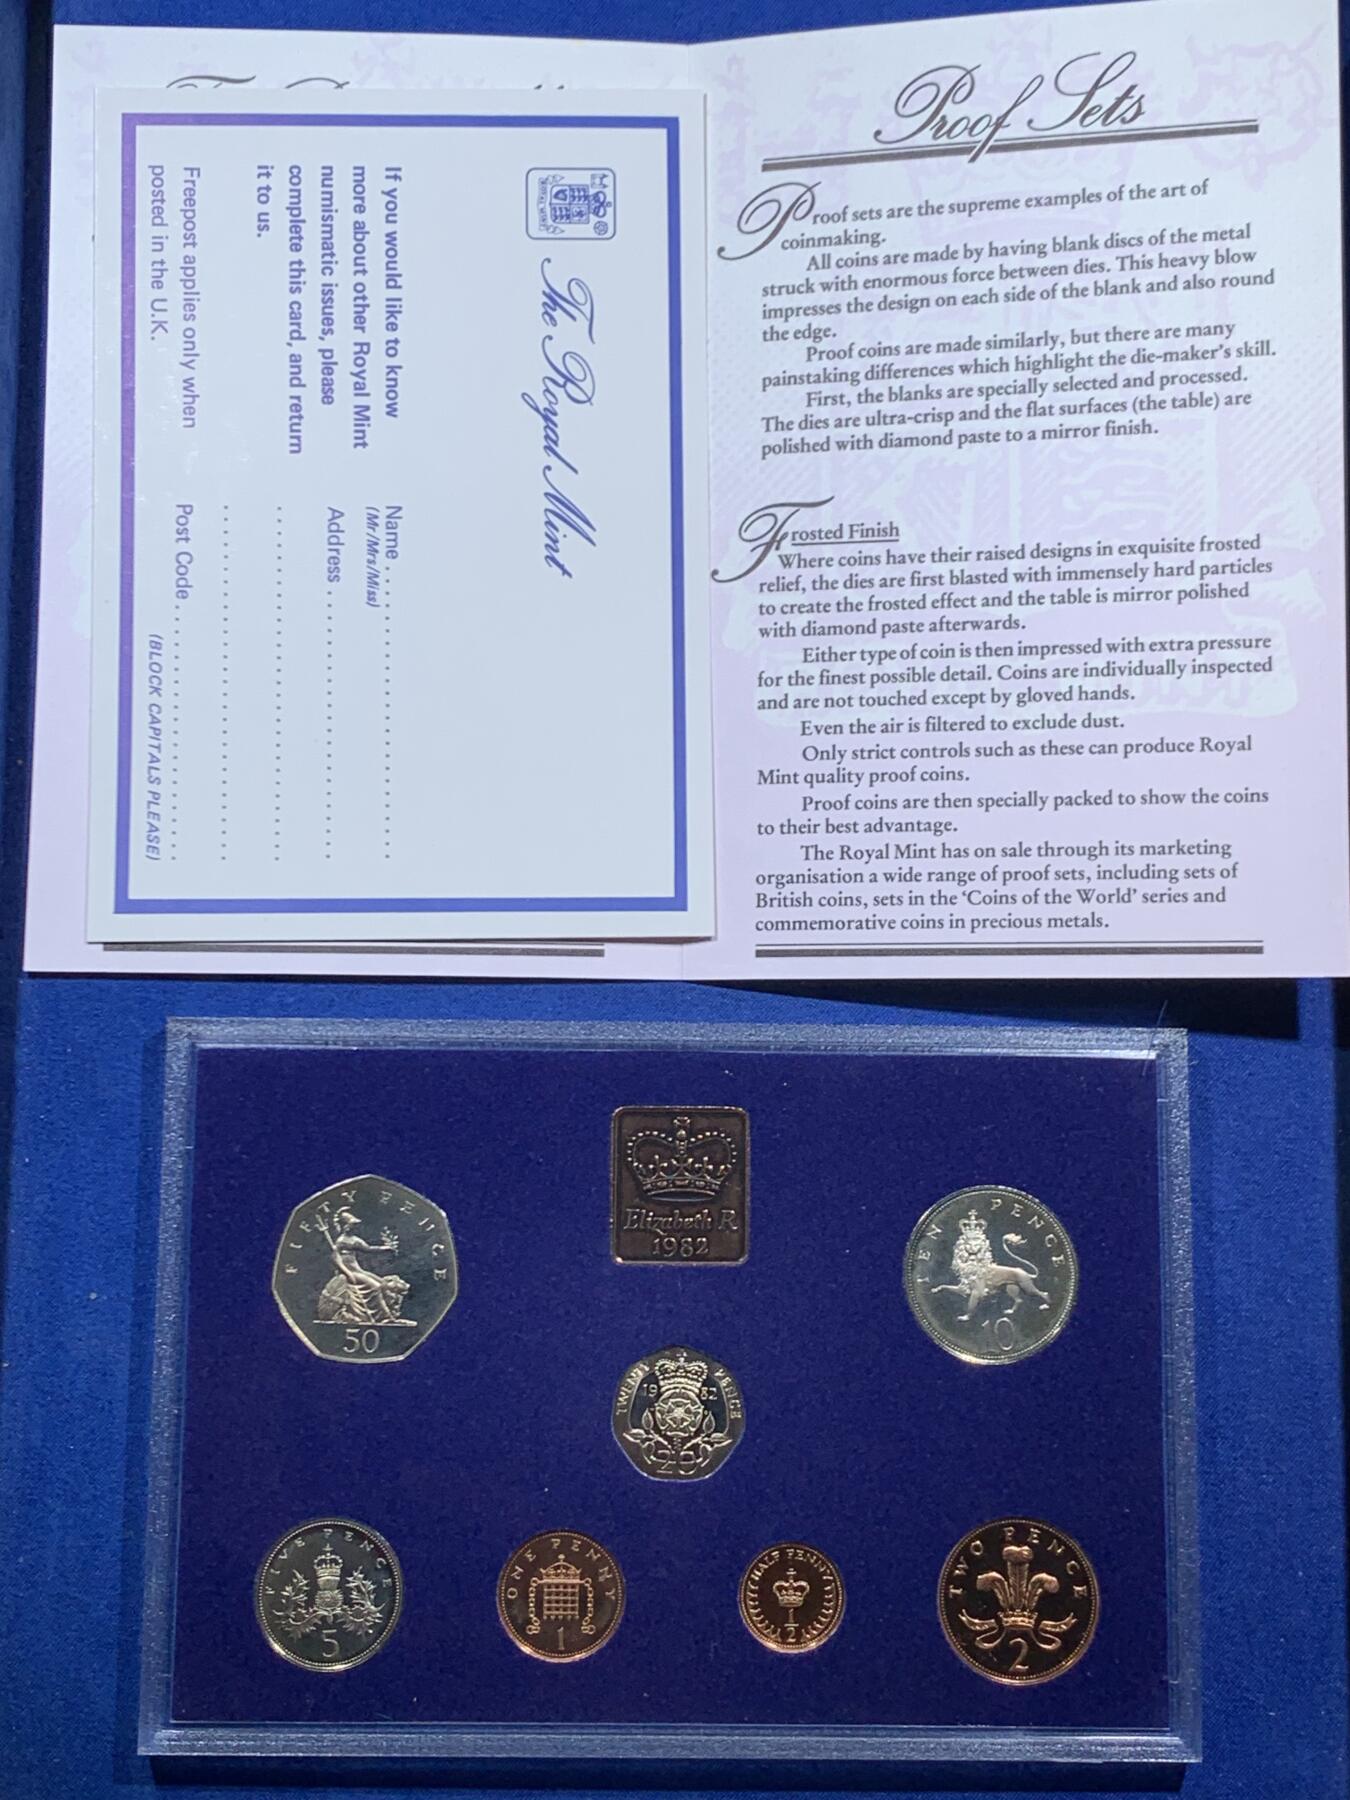 Proof Sets
Proof sets are the supreme examples of the art of
coinmaking.
All coins are made by having blank discs of the metal
struck with enormous force between dies. This heavy blow
impresses the design on each side of the blank and also round
the edge.
Proof coins are made similarly, but there are many
painstaking differences which highlight the die-maker's skill.
First, the blanks are specially selected and processed.
The dies are ultra-crisp and the flat surfaces (the table) are
polished with diamond paste to a mirror finish.
Frosted Finish
Where coins have their raised designs in exquisite frosted
relief, the dies are first blasted with immensely hard particles
to create the frosted effect and the table is mirror polished
with diamond paste afterwards.
Either type of coin is then impressed with extra pressure
for the finest possible detail. Coins are individually inspected
and are not touched except by gloved hands.
Even the air is filtered to exclude dust.
Only strict controls such as these can produce Royal
Mint quality proof coins.
Proof coins are then specially packed to show the coins
to their best advantage.
The Royal Mint has on sale through its marketing
organisation a wide range of proof sets, including sets of
British coins, sets in the 'Coins of the World' series and
commemorative coins in precious metals.
ROYAL MINT
The Royal Mint
If you would like to know
more about other Royal Mint
numismatic issues, please
complete this card, and return
it to us.
Freepost applies only when
posted in the U.K.
Name
(Mr/Mrs/Miss)
Address
Post Code
(BLOCK CAPITALS PLEASE)
Elizabeth R
1982
FIFTY PENCE
50
TEN PENCE
10
TWENTY PENCE
1982
20
FIVE PENCE
5
ONE PENNY
1
HALF PENNY
1/2
TWO PENCE
2